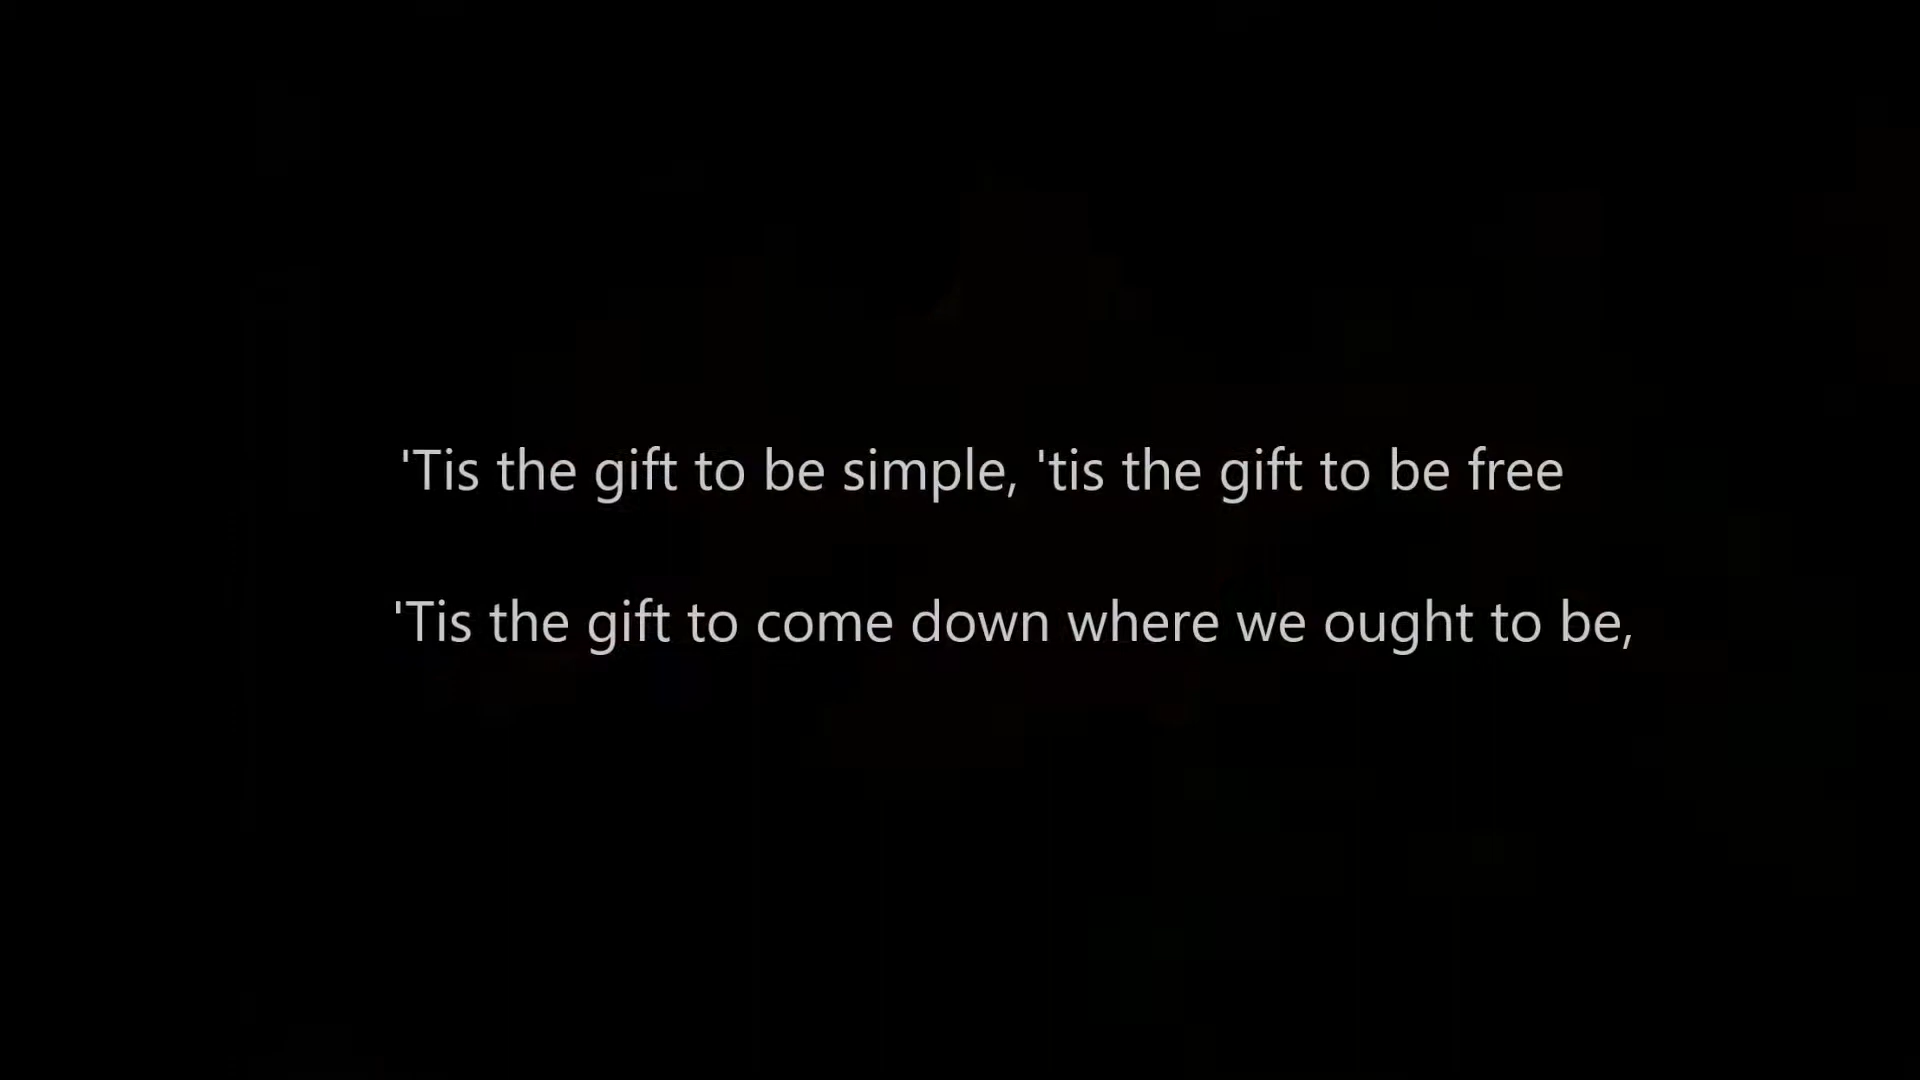 'Tis the gift to be simple, 'tis the gift to be free
'Tis the gift to come down where we ought to be,